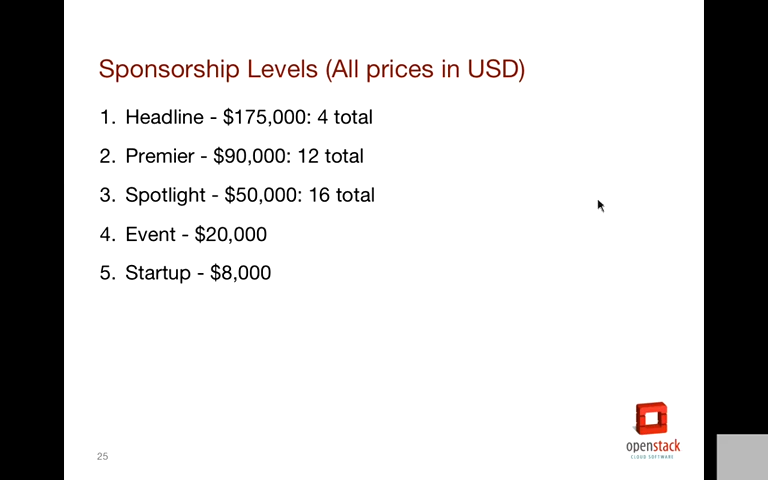 Sponsorship Levels (All prices in USD)
1. Headline - $175,000: 4 total
2. Premier - $90,000: 12 total
3. Spotlight - $50,000: 16 total
4. Event - $20,000
5. Startup - $8,000
openstack
CLOUD SOFTWARE
25